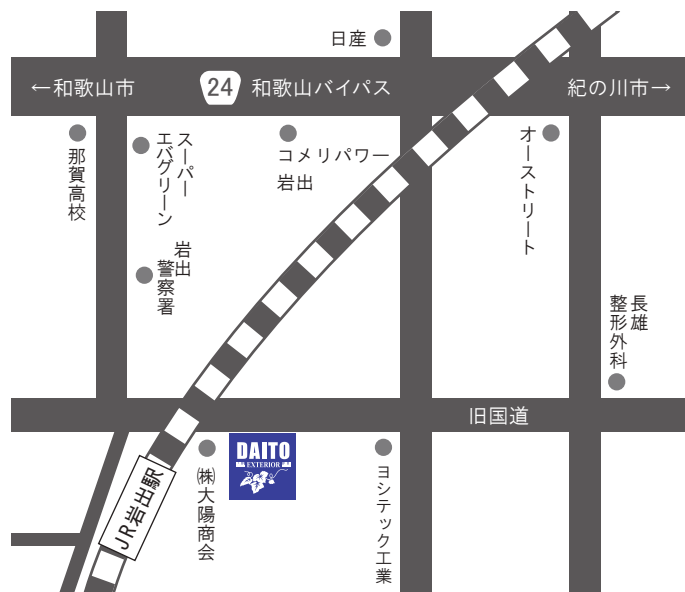 日産
←和歌山市
24
和歌山バイパス
紀の川市→
那賀高校
スーパー
エバグリーン
コメリパワー
岩出
オーストリート
岩出
警察署
長雄
整形外科
旧国道
DAITO
EXTERIOR
JR岩出駅
㈱大陽商会
ヨシテック工業